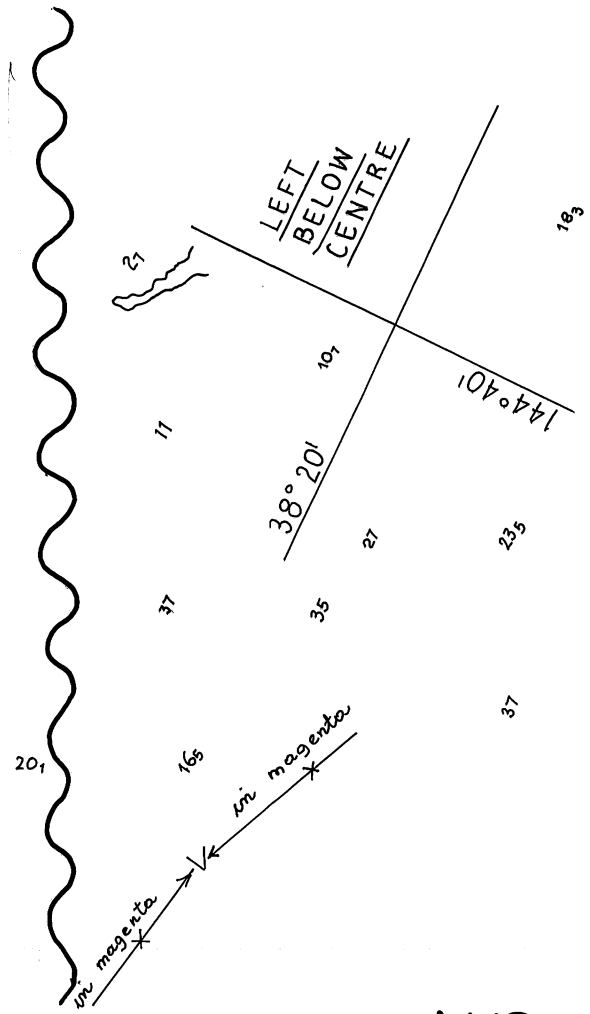 LEFT
BELOW
CENTRE
18₃
2₁
10₇
144°40'
11
38°20'
27
23₅
37
35
37
20₁
16₅
in magenta
in magenta